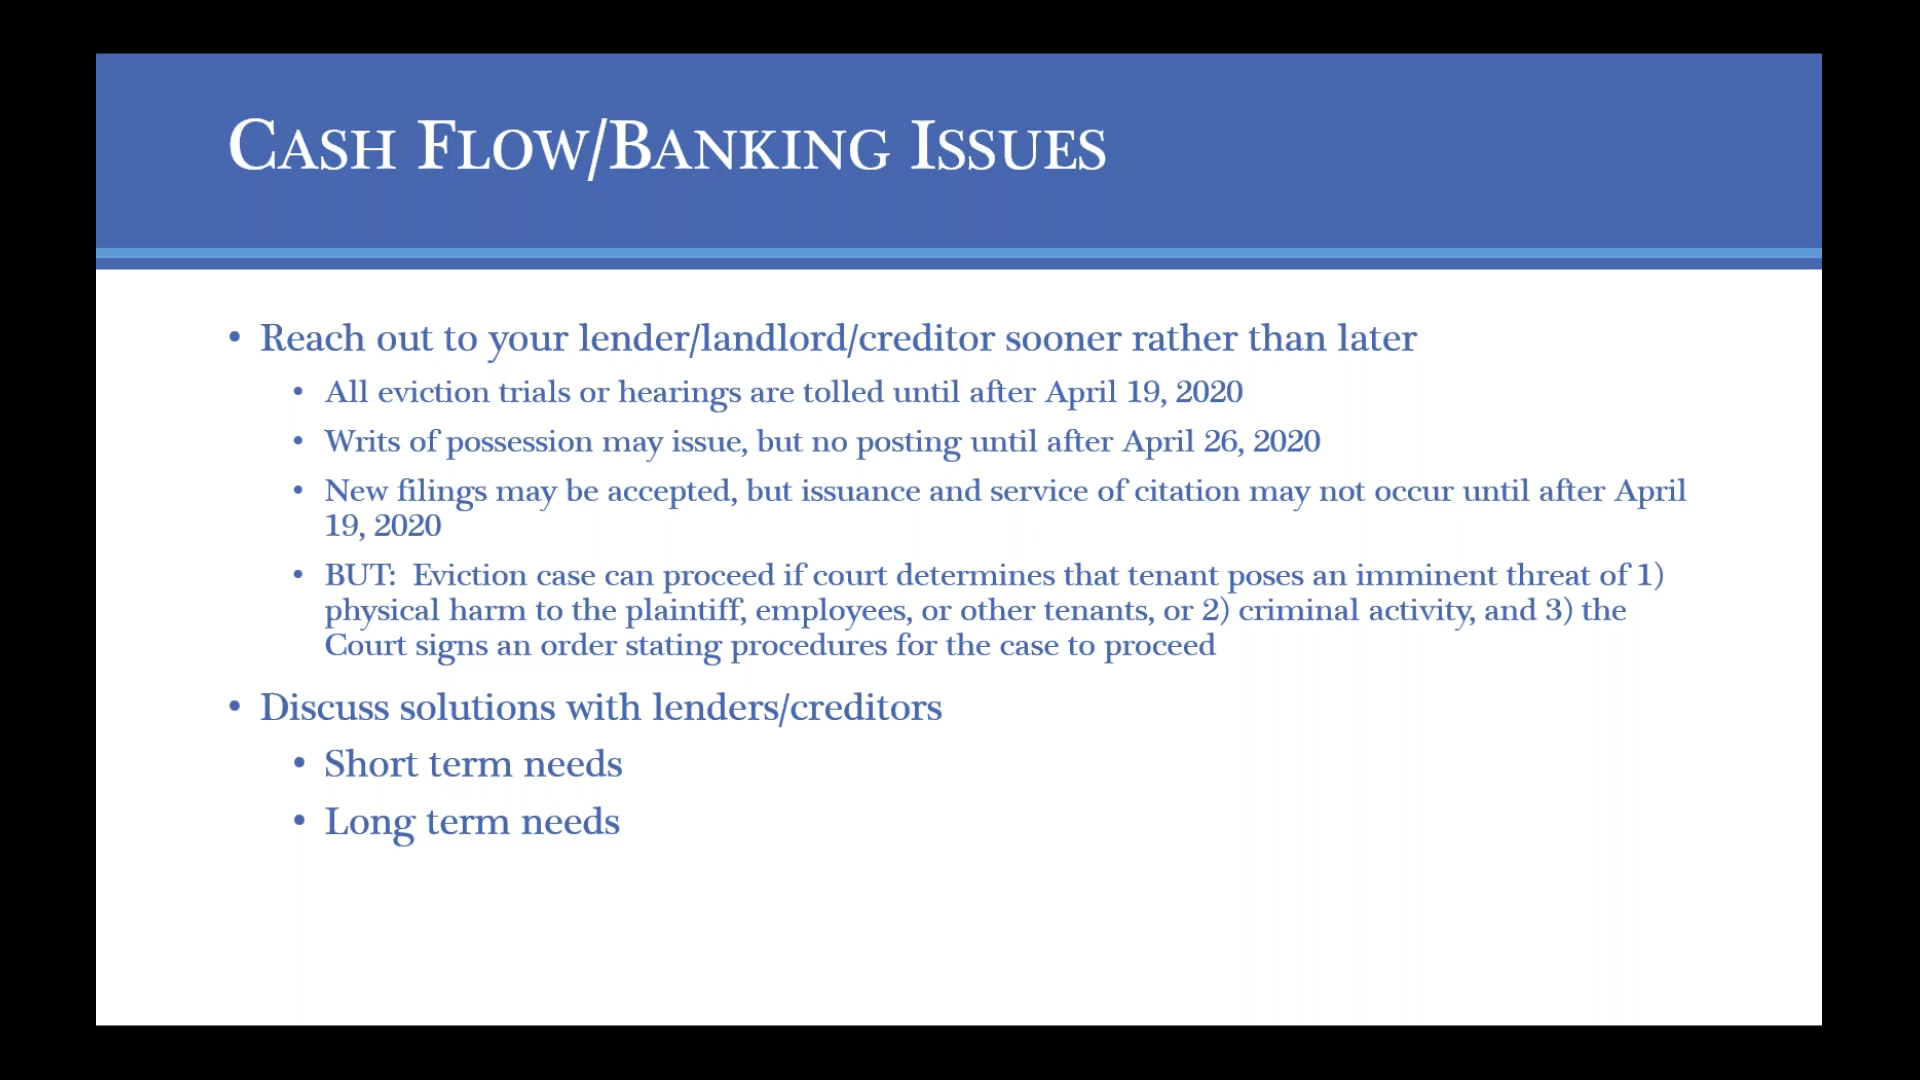 CASH FLOW/BANKING ISSUES
• Reach out to your lender/landlord/creditor sooner rather than later
• All eviction trials or hearings are tolled until after April 19, 2020
• Writs of possession may issue, but no posting until after April 26, 2020
• New filings may be accepted, but issuance and service of citation may not occur until after April
19, 2020
• BUT:  Eviction case can proceed if court determines that tenant poses an imminent threat of 1)
physical harm to the plaintiff, employees, or other tenants, or 2) criminal activity, and 3) the
Court signs an order stating procedures for the case to proceed
• Discuss solutions with lenders/creditors
• Short term needs
• Long term needs